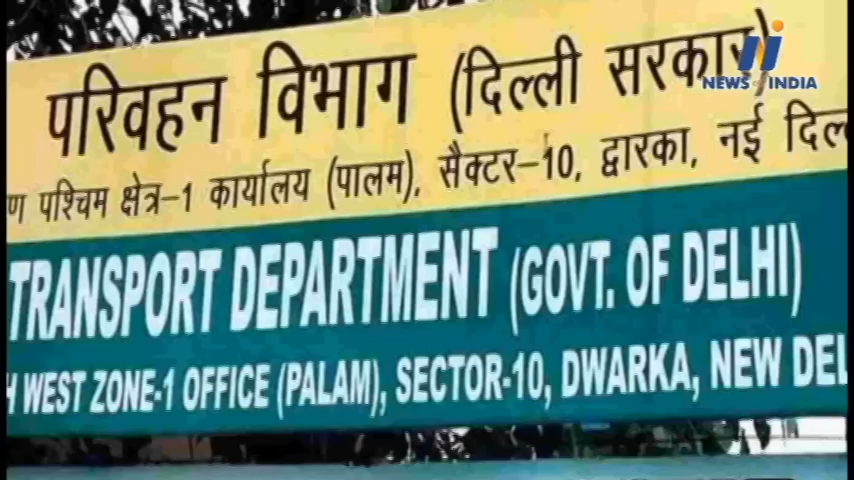 NEWS INDIA
परिवहन विभाग (दिल्ली सरकार)
ण पश्चिम क्षेत्र-1 कार्यालय (पालम), सैक्टर-10, द्वारका, नई दिल
TRANSPORT DEPARTMENT (GOVT. OF DELHI)
H WEST ZONE-1 OFFICE (PALAM), SECTOR-10, DWARKA, NEW DEL